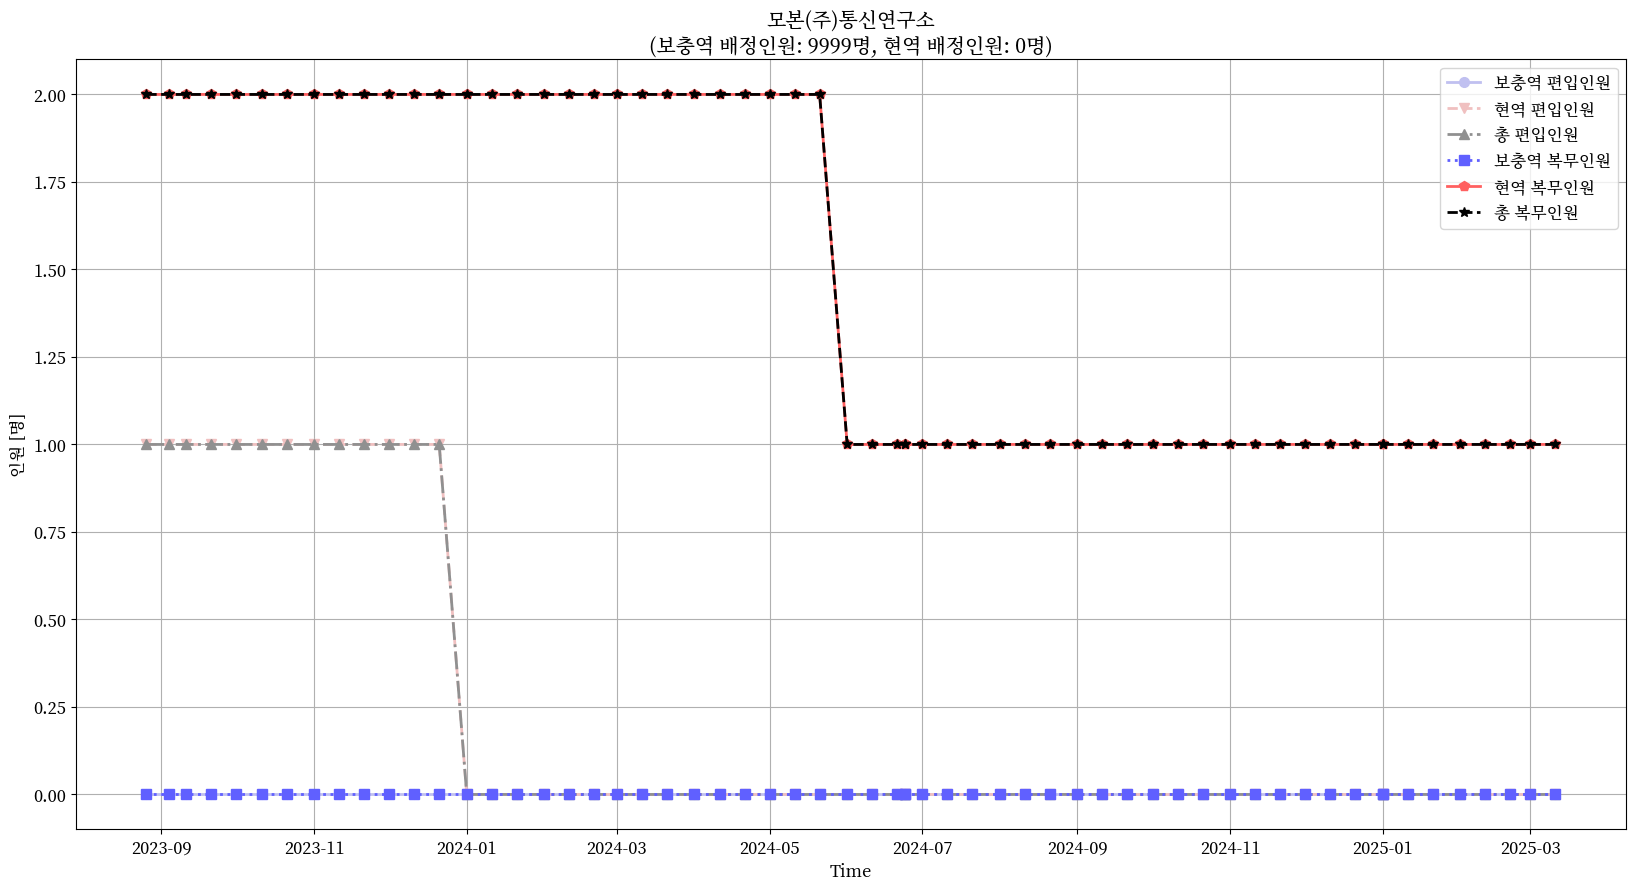 모본(주)통신연구소
(보충역 배정인원: 9999명, 현역 배정인원: 0명)
보충역 편입인원
현역 편입인원
총 편입인원
보충역 복무인원
현역 복무인원
총 복무인원
인원 [명]
2.00
1.75
1.50
1.25
1.00
0.75
0.50
0.25
0.00
2023-09
2023-11
2024-01
2024-03
2024-05
2024-07
2024-09
2024-11
2025-01
2025-03
Time